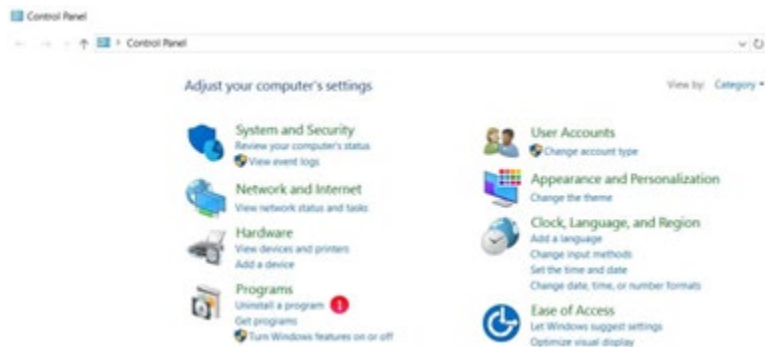 Control Panel
Control Panel
Adjust your computer's settings
View by: Category
System and Security
Review your computer's status
View event logs
Network and Internet
View network status and tasks
Hardware
View devices and printers
Add a device
Programs
Uninstall a program 1
Get programs
Turn Windows features on or off
User Accounts
Change account type
Appearance and Personalization
Change the theme
Clock, Language, and Region
Add a language
Change input methods
Set the time and date
Change date, time, or number formats
Ease of Access
Let Windows suggest settings
Optimize visual display